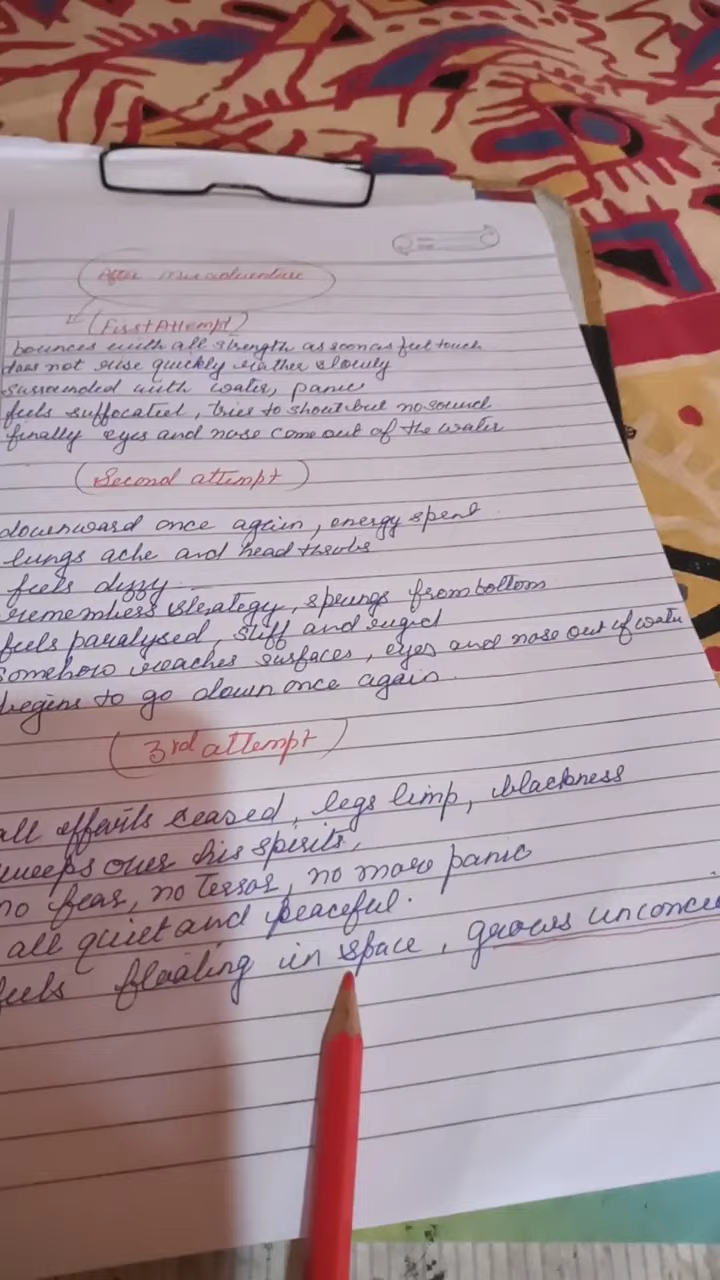 After misadventure
(First Attempt)
bounces with all strength as soon as feet touch
does not rise quickly rather slowly
surrounded with water, panic
feels suffocated, tries to shout but no sound
finally eyes and nose come out of the water
(Second attempt)
downward once again, energy spent
lungs ache and head throbs
feels dizzy
remembers strategy, springs from bottom
feels paralysed, stiff and rigid
somehow reaches surfaces, eyes and nose out of water
begins to go down once again.
(3rd attempt)
all efforts ceased, legs limp, blackness
sweeps over his spirits,
no fear, no terror, no more panic
all quiet and peaceful.
feels floating in space, grows unconci